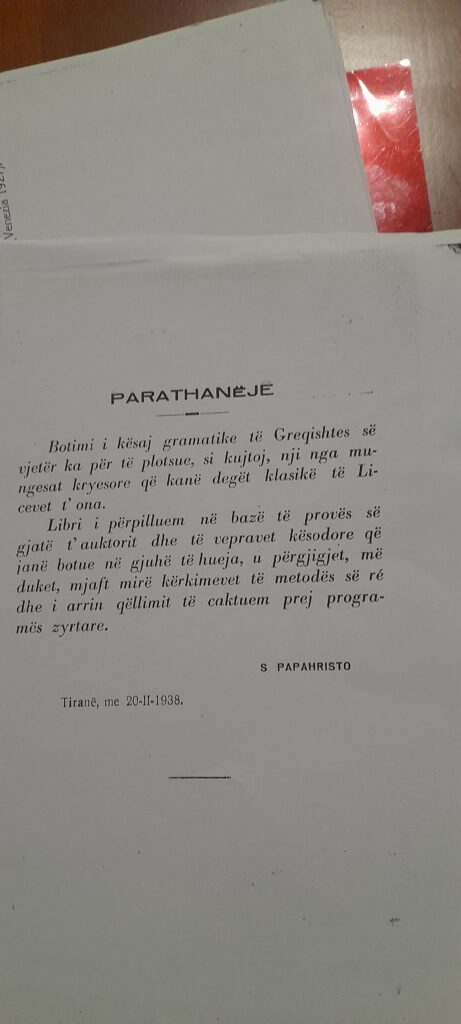 Venezia 1927).
PARATHANËJE
Botimi i kësaj gramatike të Greqishtes së
vjetër ka për të plotsue, si kujtoj, nji nga mu-
ngesat kryesore që kanë degët klasikë të Li-
cevet t'ona.
Libri i përpilluem në bazë të provës së
gjatë t'auktorit dhe të vepravet kësodore që
janë botue në gjuhë të hueja, u përgjigjet, më
duket, mjaft mirë kërkimevet të metodës së ré
dhe i arrin qëllimit të caktuem prej progra-
mës zyrtare.
S. PAPAHRISTO
Tiranë, me 20-II-1938.